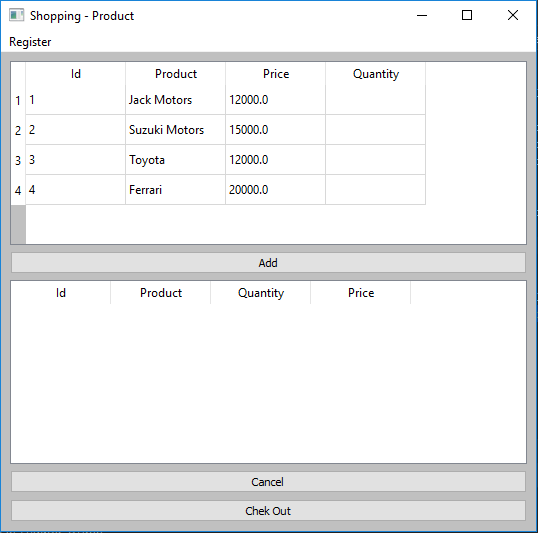 Shopping - Product
Register
Id Product Price Quantity
1 1 Jack Motors 12000.0
2 2 Suzuki Motors 15000.0
3 3 Toyota 12000.0
4 4 Ferrari 20000.0
Add
Id Product Quantity Price
Cancel
Chek Out